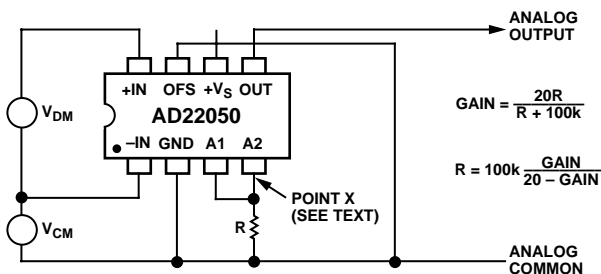 ANALOG
OUTPUT
+IN OFS +VS OUT
AD22050
–IN GND A1 A2
VDM
VCM
POINT X
(SEE TEXT)
R
GAIN = 20R / R + 100k
R = 100k GAIN / 20 – GAIN
ANALOG
COMMON